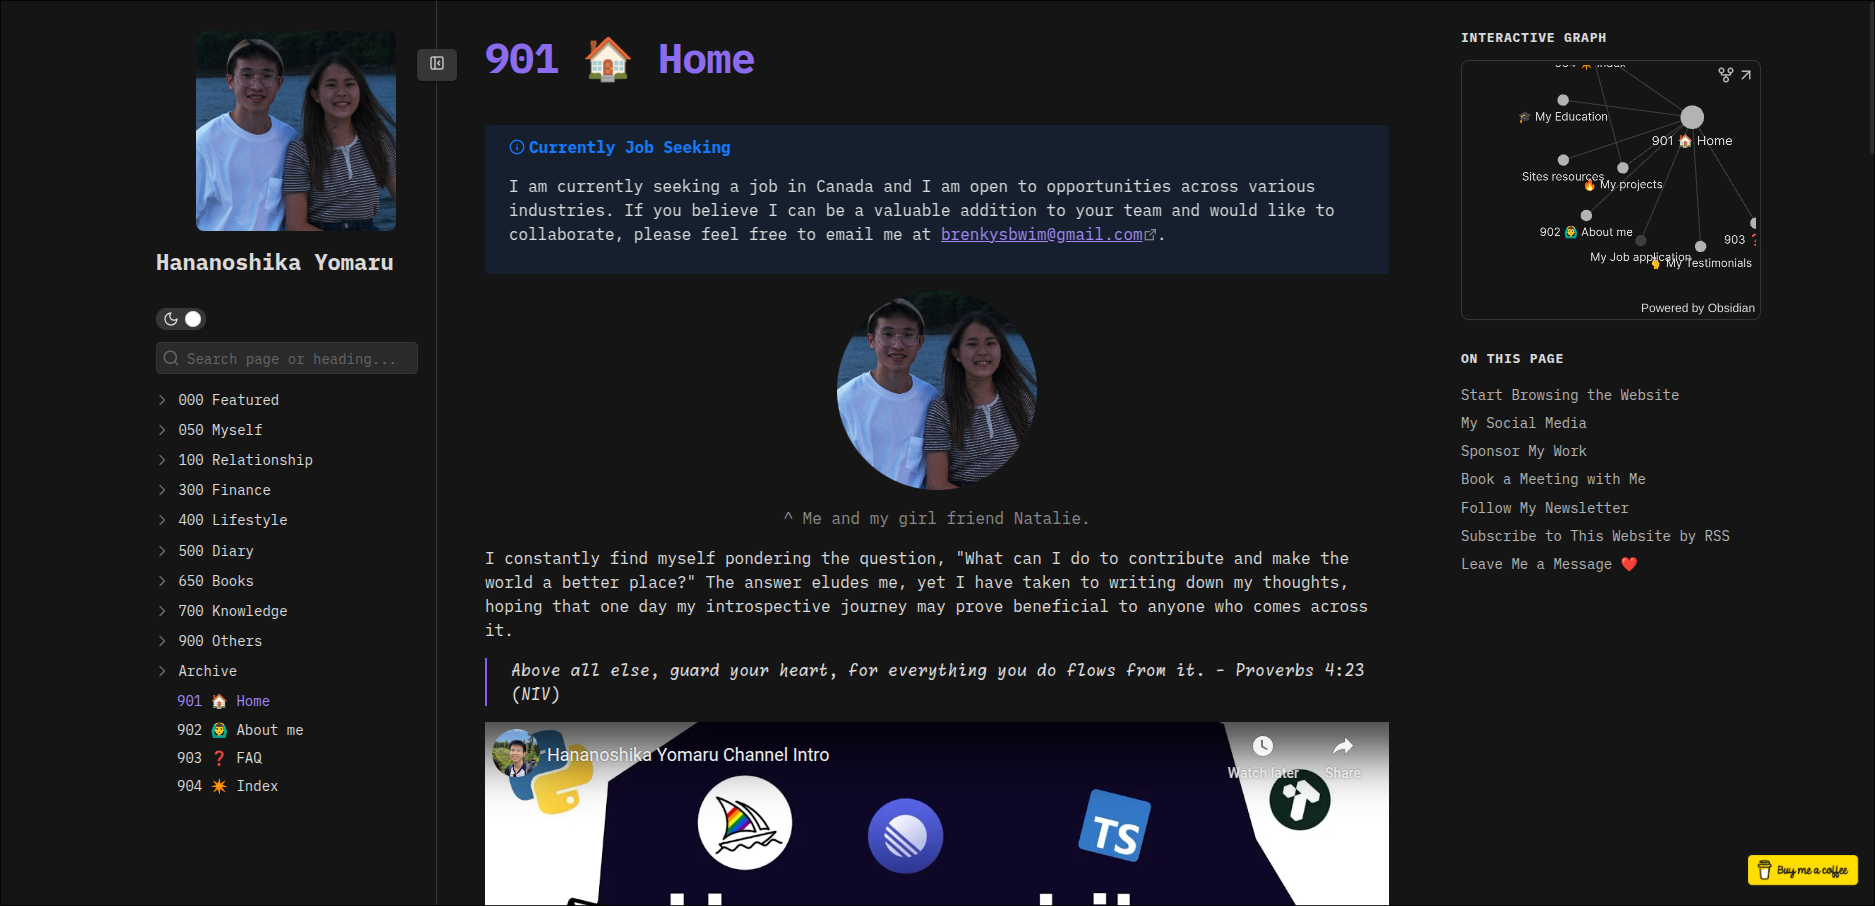 Hananoshika Yomaru
Search page or heading...
000 Featured
050 Myself
100 Relationship
300 Finance
400 Lifestyle
500 Diary
650 Books
700 Knowledge
900 Others
Archive
901 🏠 Home
902 🙆‍♂️ About me
903 ❓ FAQ
904 ✴️ Index
901 🏠 Home
Currently Job Seeking
I am currently seeking a job in Canada and I am open to opportunities across various
industries. If you believe I can be a valuable addition to your team and would like to
collaborate, please feel free to email me at brenkysbwim@gmail.com.
^ Me and my girl friend Natalie.
I constantly find myself pondering the question, "What can I do to contribute and make the
world a better place?" The answer eludes me, yet I have taken to writing down my thoughts,
hoping that one day my introspective journey may prove beneficial to anyone who comes across
it.
Above all else, guard your heart, for everything you do flows from it. - Proverbs 4:23
(NIV)
Hananoshika Yomaru Channel Intro
Watch later
Share
TS
INTERACTIVE GRAPH
🎓 My Education
901 🏠 Home
Sites resources
🔥 My projects
902 🙆‍♂️ About me
903 ❓
My Job application
My Testimonials
Powered by Obsidian
ON THIS PAGE
Start Browsing the Website
My Social Media
Sponsor My Work
Book a Meeting with Me
Follow My Newsletter
Subscribe to This Website by RSS
Leave Me a Message ❤️
Buy me a coffee